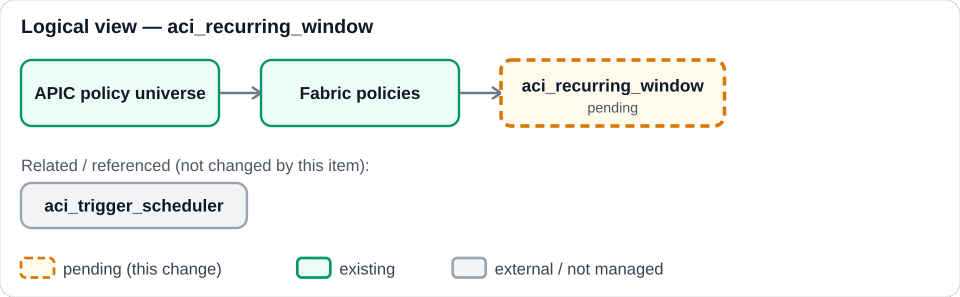 Logical view — aci_recurring_window
APIC policy universe
Fabric policies
aci_recurring_window
pending
Related / referenced (not changed by this item):
aci_trigger_scheduler
pending (this change)
existing
external / not managed